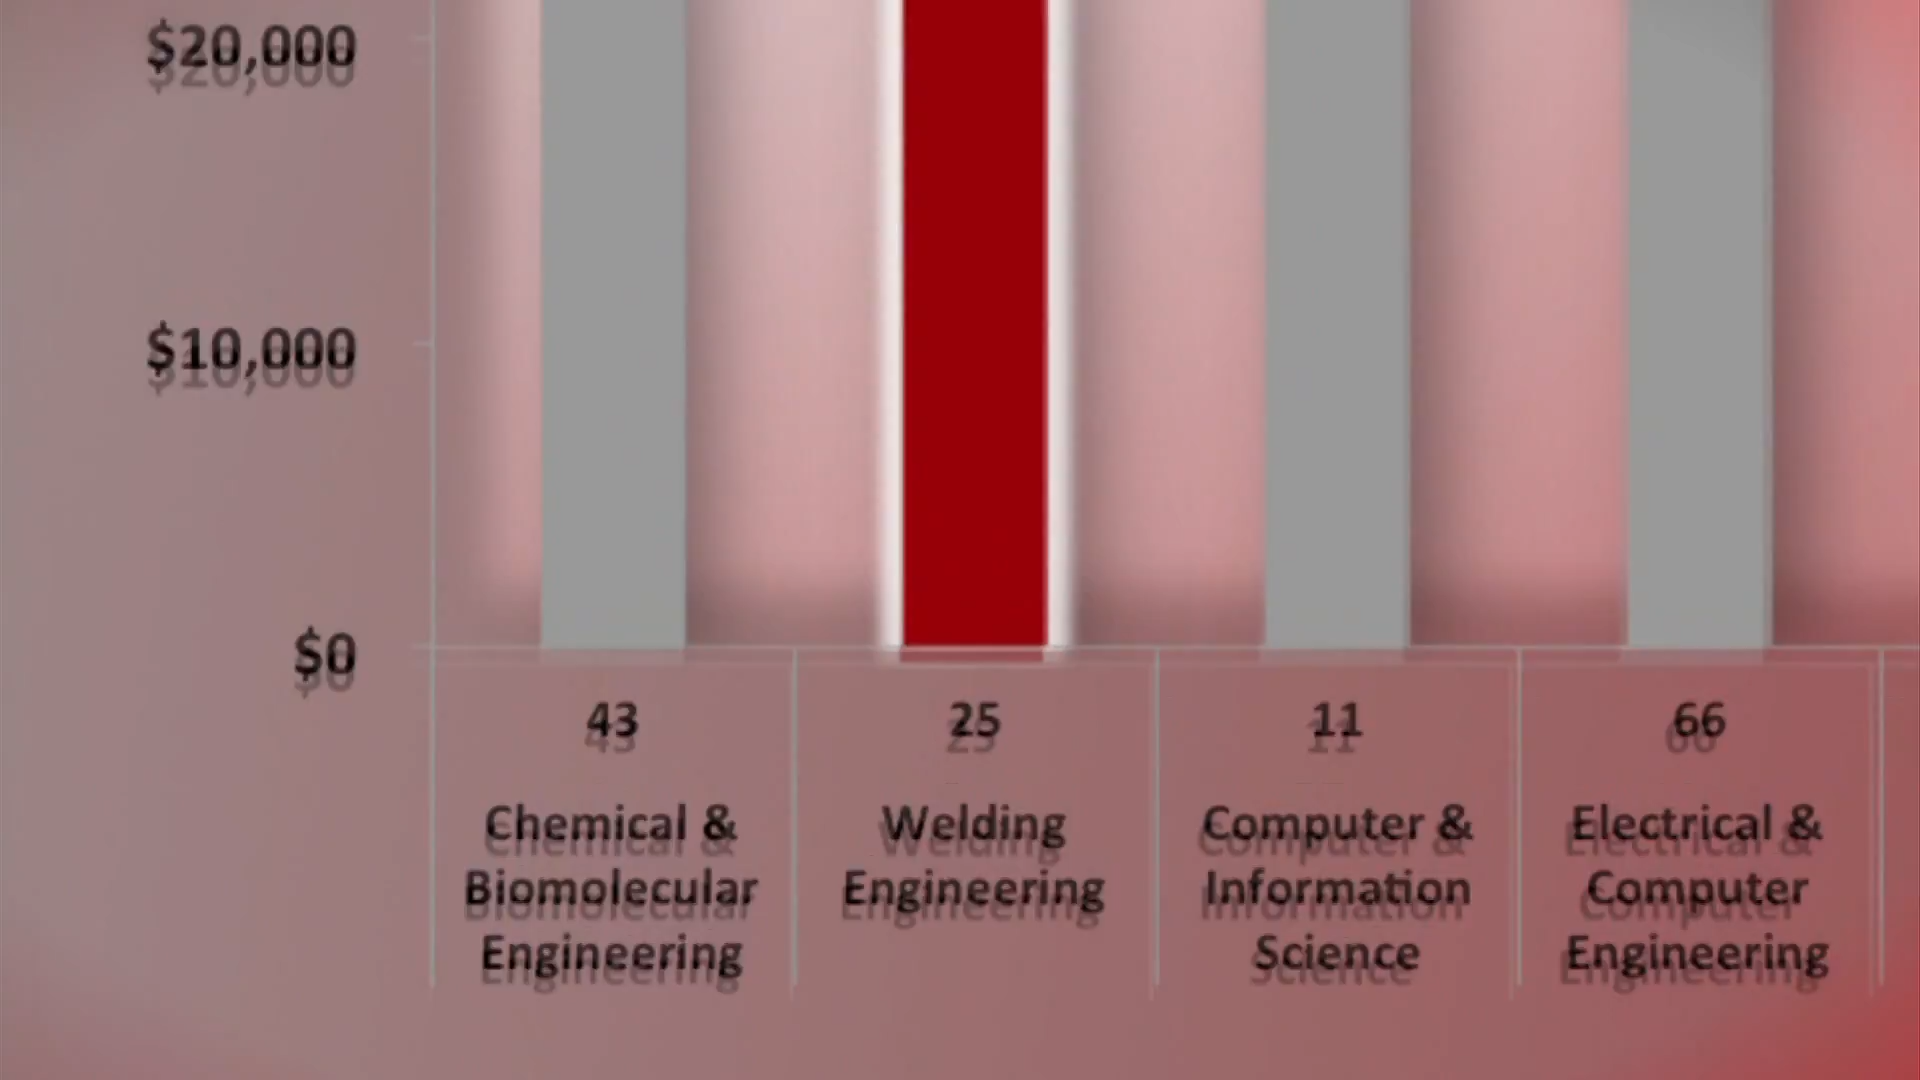 $20,000
$10,000
$0
43
25
11
66
Chemical &
Biomolecular
Engineering
Welding
Engineering
Computer &
Information
Science
Electrical &
Computer
Engineering